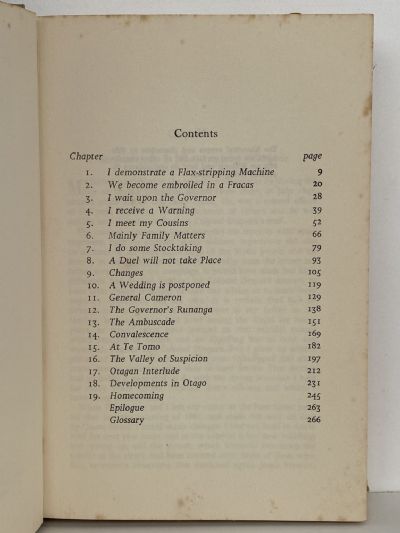 Contents
Chapter page
1. I demonstrate a Flax-stripping Machine 9
2. We become embroiled in a Fracas 20
3. I wait upon the Governor 28
4. I receive a Warning 39
5. I meet my Cousins 52
6. Mainly Family Matters 66
7. I do some Stocktaking 79
8. A Duel will not take Place 93
9. Changes 105
10. A Wedding is postponed 119
11. General Cameron 129
12. The Governor's Runanga 138
13. The Ambuscade 151
14. Convalescence 169
15. At Te Tomo 182
16. The Valley of Suspicion 197
17. Otagan Interlude 212
18. Developments in Otago 231
19. Homecoming 245
Epilogue 263
Glossary 266